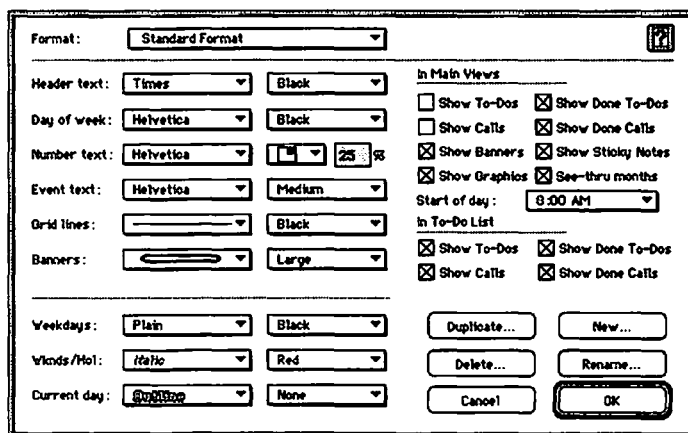 Format: Standard Format ?
Header text: Times Black
Day of week: Helvetica Black
Number text: Helvetica 25 %
Event text: Helvetica Medium
Grid lines: Black
Banners: Large
Weekdays: Plain Black
Wknds/Hol: Italic Red
Current day: Outline None
In Main Views
Show To-Dos Show Done To-Dos
Show Calls Show Done Calls
Show Banners Show Sticky Notes
Show Graphics See-thru months
Start of day: 8:00 AM
In To-Do List
Show To-Dos Show Done To-Dos
Show Calls Show Done Calls
Duplicate... New...
Delete... Rename...
Cancel OK